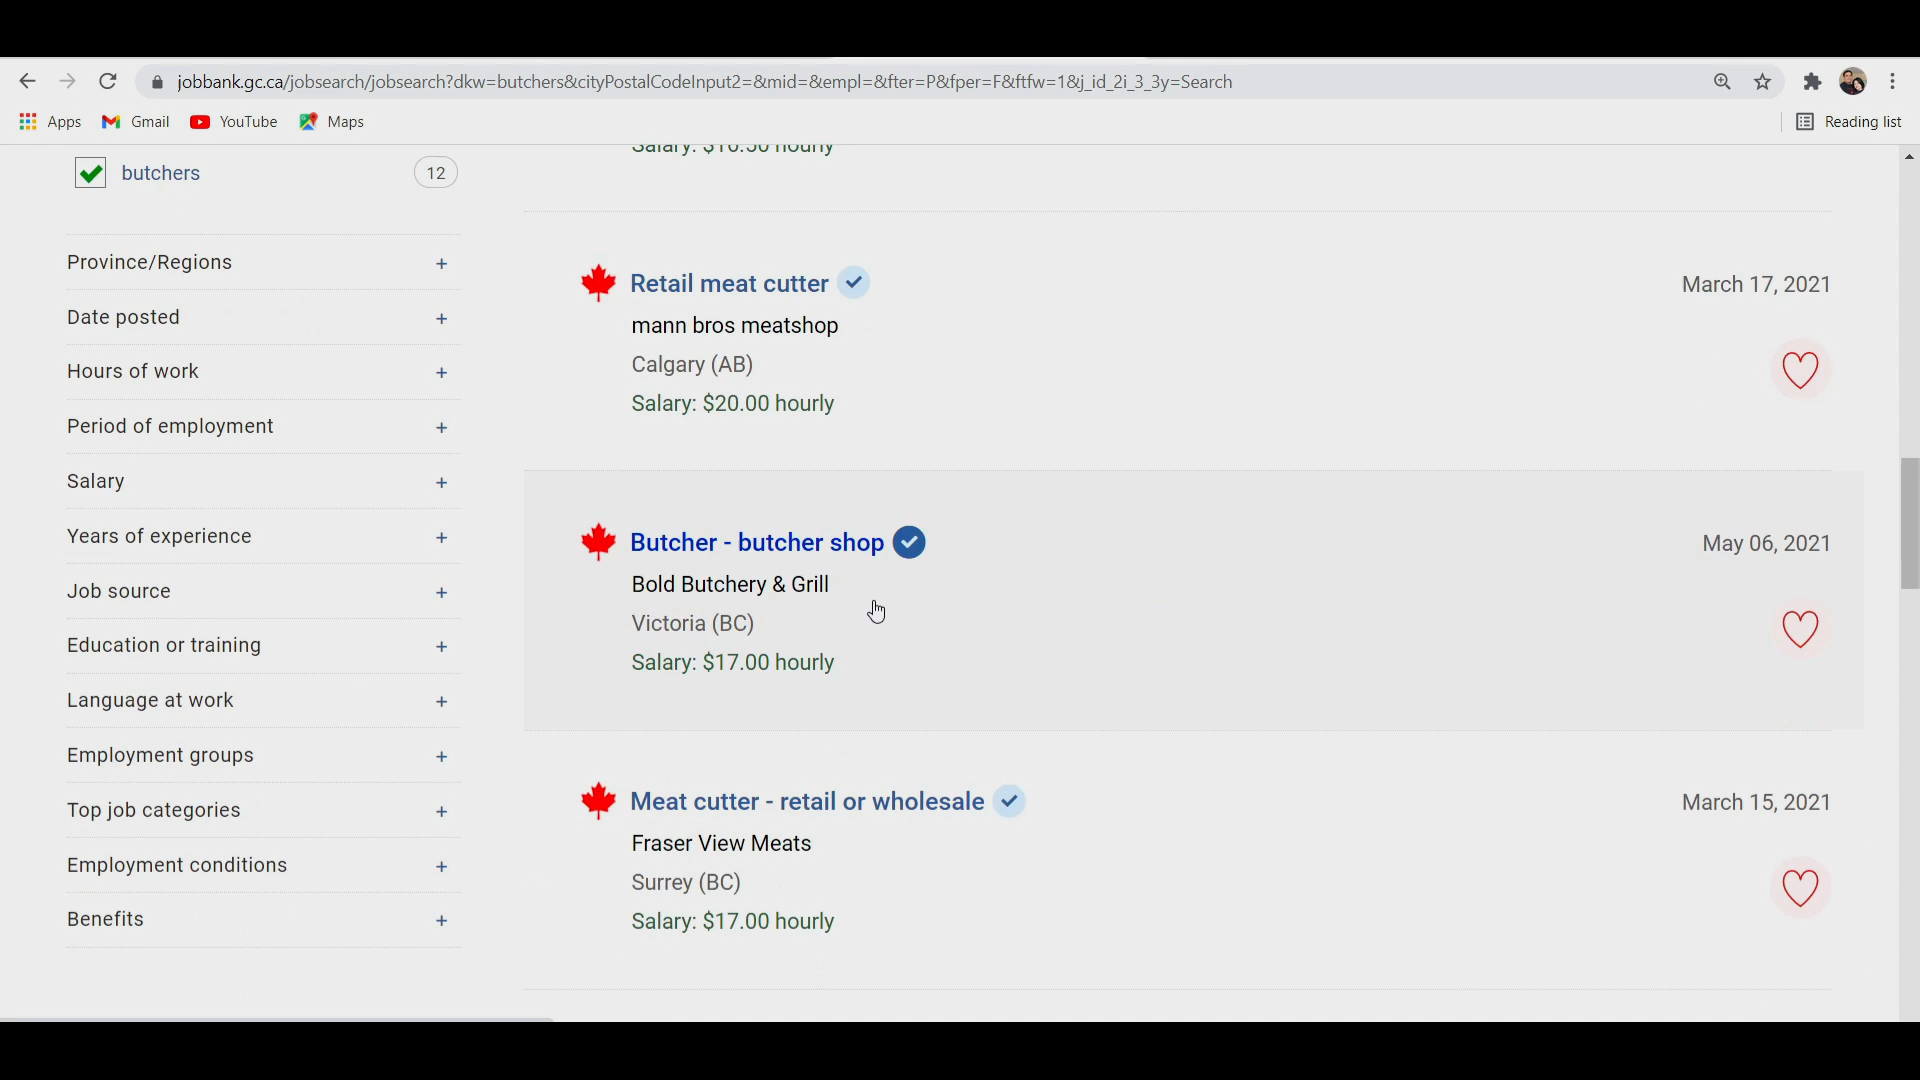 jobbank.gc.ca/jobsearch/jobsearch?dkw=butchers&cityPostalCodeInput2=&mid=&empl=&fter=P&fper=F&ftfw=1&j_id_2i_3_3y=Search
Apps Gmail YouTube Maps Reading list
butchers 12
Province/Regions +
Date posted +
Hours of work +
Period of employment +
Salary +
Years of experience +
Job source +
Education or training +
Language at work +
Employment groups +
Top job categories +
Employment conditions +
Benefits +
Salary: $16.50 hourly
Retail meat cutter March 17, 2021
mann bros meatshop
Calgary (AB)
Salary: $20.00 hourly
Butcher - butcher shop May 06, 2021
Bold Butchery & Grill
Victoria (BC)
Salary: $17.00 hourly
Meat cutter - retail or wholesale March 15, 2021
Fraser View Meats
Surrey (BC)
Salary: $17.00 hourly